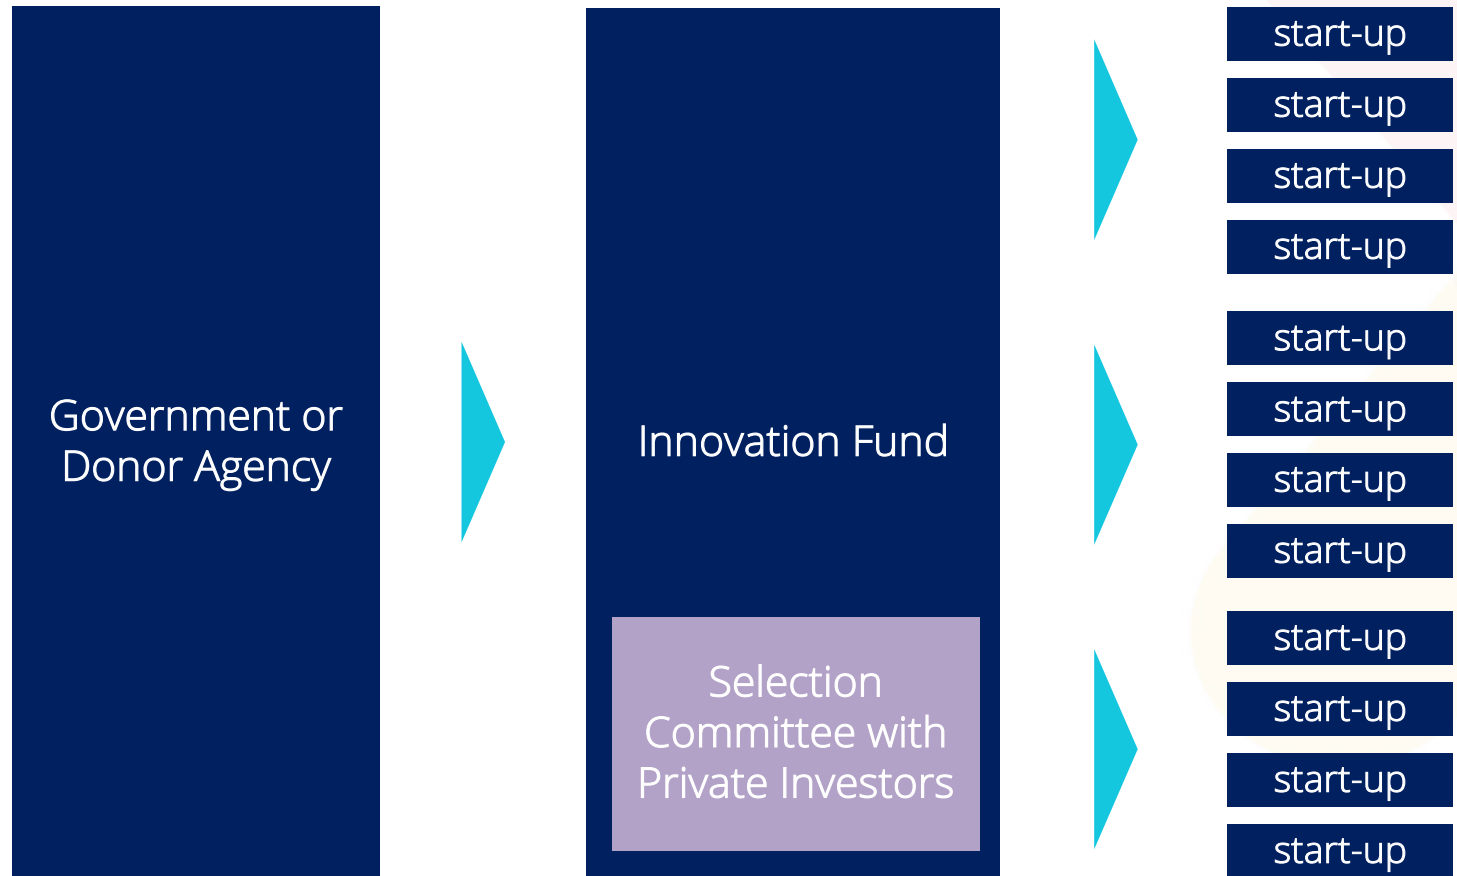 Government or
Donor Agency
Innovation Fund
Selection
Committee with
Private Investors
start-up
start-up
start-up
start-up
start-up
start-up
start-up
start-up
start-up
start-up
start-up
start-up